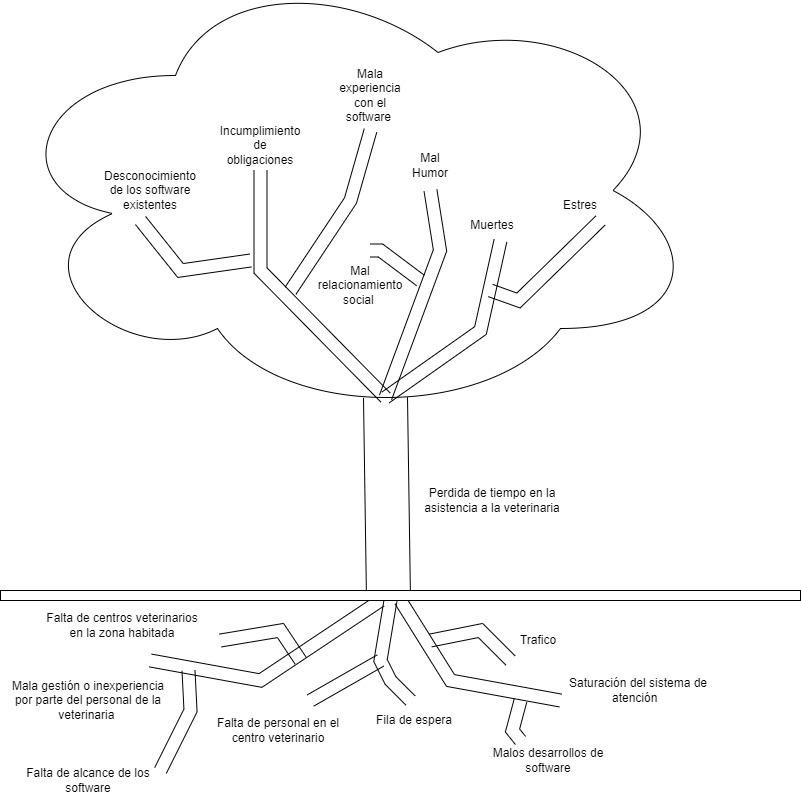 Mala
experiencia
con el
software
Incumplimiento
de
obligaciones
Mal
Humor
Desconocimiento
de los software
existentes
Estres
Muertes
Mal
relacionamiento
social
Perdida de tiempo en la
asistencia a la veterinaria
Falta de centros veterinarios
en la zona habitada
Trafico
Mala gestión o inexperiencia
por parte del personal de la
veterinaria
Saturación del sistema de
atención
Falta de personal en el
centro veterinario
Fila de espera
Malos desarrollos de
software
Falta de alcance de los
software